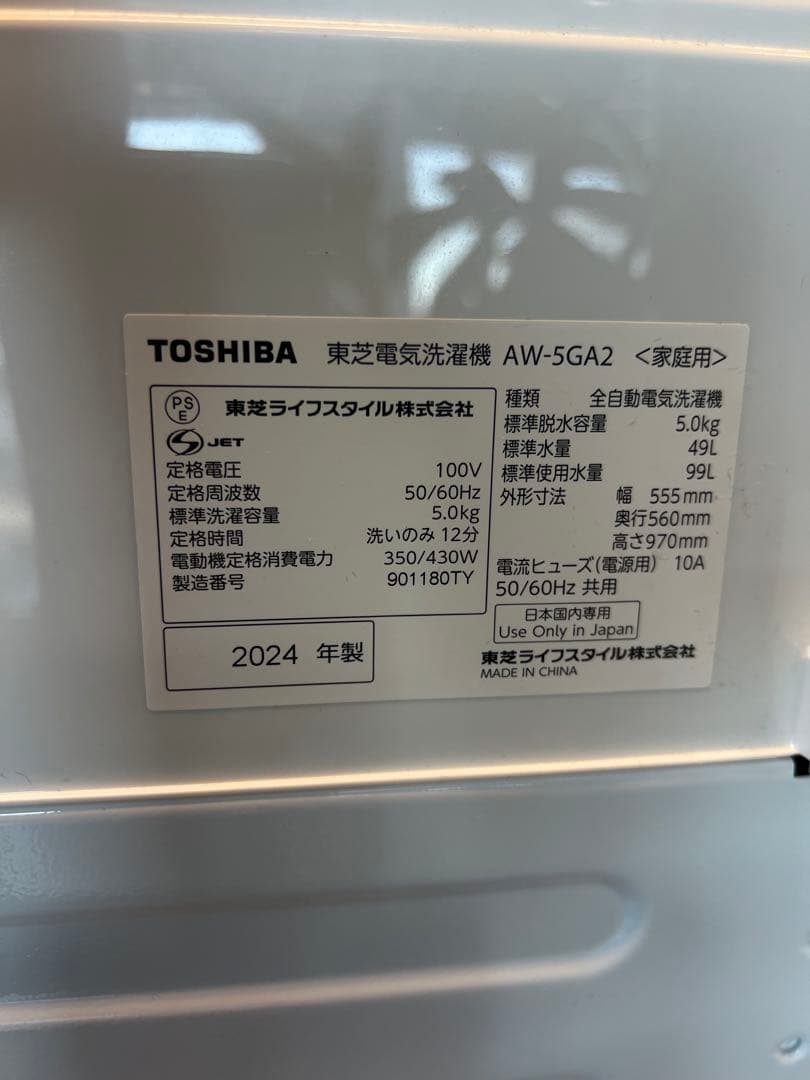 TOSHIBA 東芝電気洗濯機 AW-5GA2 <家庭用>
PS
E
東芝ライフスタイル株式会社
S JET
定格電圧 100V
定格周波数 50/60Hz
標準洗濯容量 5.0kg
定格時間 洗いのみ 12分
電動機定格消費電力 350/430W
製造番号 901180TY
2024 年製
種類 全自動電気洗濯機
標準脱水容量 5.0kg
標準水量 49L
標準使用水量 99L
外形寸法 幅 555mm
奥行560mm
高さ970mm
電流ヒューズ(電源用) 10A
50/60Hz 共用
日本国内専用
Use Only in Japan
東芝ライフスタイル株式会社
MADE IN CHINA